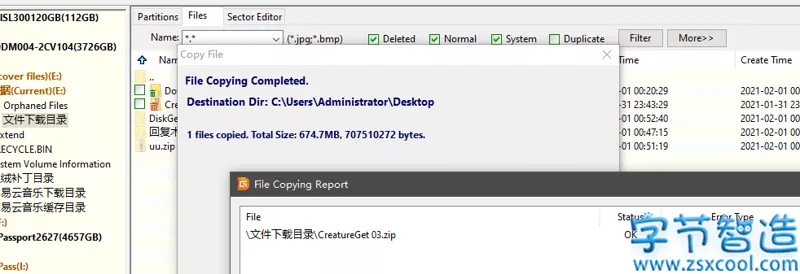 ISL300120GB(112GB)
DM004-2CV104(3726GB)
cover files)(E:)
据(Current)(E:)
Orphaned Files
文件下载目录
xtend
ECYCLE.BIN
stem Volume Information
绒补丁目录
易云音乐下载目录
易云音乐缓存目录
:)
Passport2627(4657GB)
Pass(I:)
Partitions Files Sector Editor
Name: *.* (*.jpg;*.bmp) Deleted Normal System Duplicate Filter More>>
Time Create Time
..
Do
Cre
DiskGe
回复术
uu.zip
-01 00:20:29 2021-02-01 00
-31 23:43:29 2021-01-31 23
-01 00:52:40 2021-02-01 00
-01 00:47:15 2021-02-01 00
-01 00:51:19 2021-02-01 00
Copy File
File Copying Completed.
Destination Dir: C:\Users\Administrator\Desktop
1 files copied. Total Size: 674.7MB, 707510272 bytes.
File Copying Report
File Status Error Type
\文件下载目录\CreatureGet 03.zip OK
字节智造
www.zsxcool.com